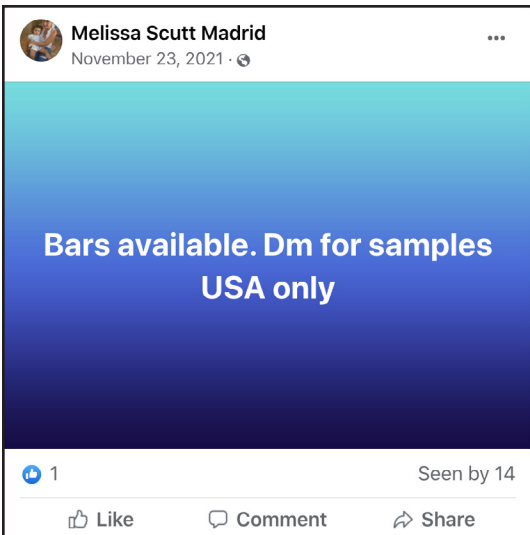 Melissa Scutt Madrid
November 23, 2021 ·
Bars available. Dm for samples
USA only
1
Seen by 14
Like
Comment
Share